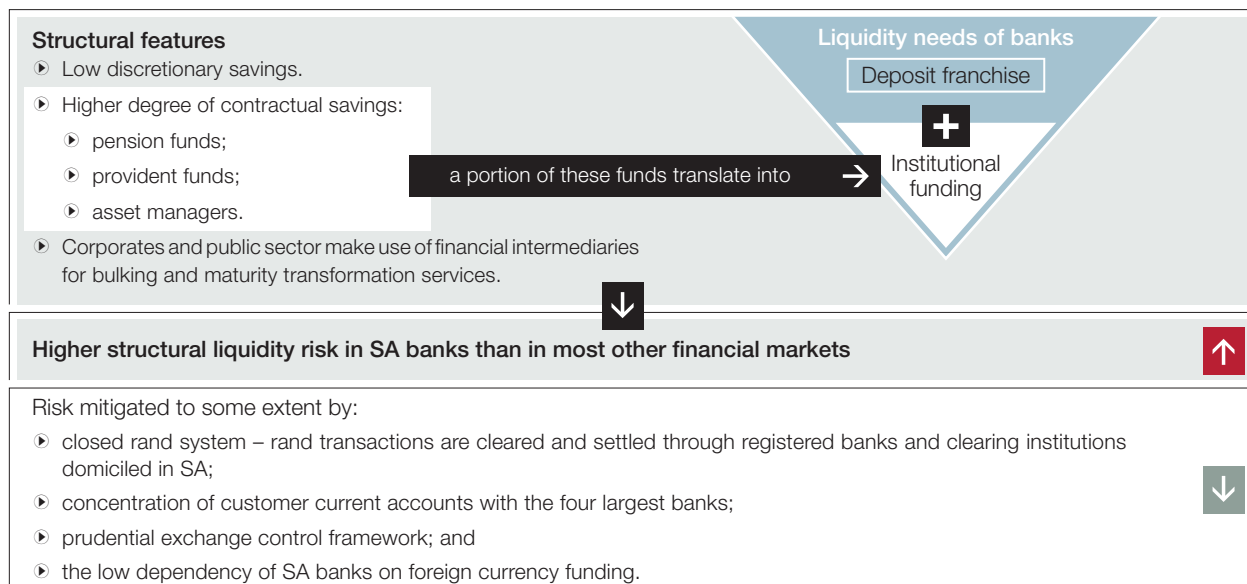 Structural features
Low discretionary savings.
Higher degree of contractual savings:
pension funds;
provident funds;
asset managers.
a portion of these funds translate into
Liquidity needs of banks
Deposit franchise
+
Institutional
funding
Corporates and public sector make use of financial intermediaries
for bulking and maturity transformation services.
Higher structural liquidity risk in SA banks than in most other financial markets
Risk mitigated to some extent by:
closed rand system – rand transactions are cleared and settled through registered banks and clearing institutions
domiciled in SA;
concentration of customer current accounts with the four largest banks;
prudential exchange control framework; and
the low dependency of SA banks on foreign currency funding.